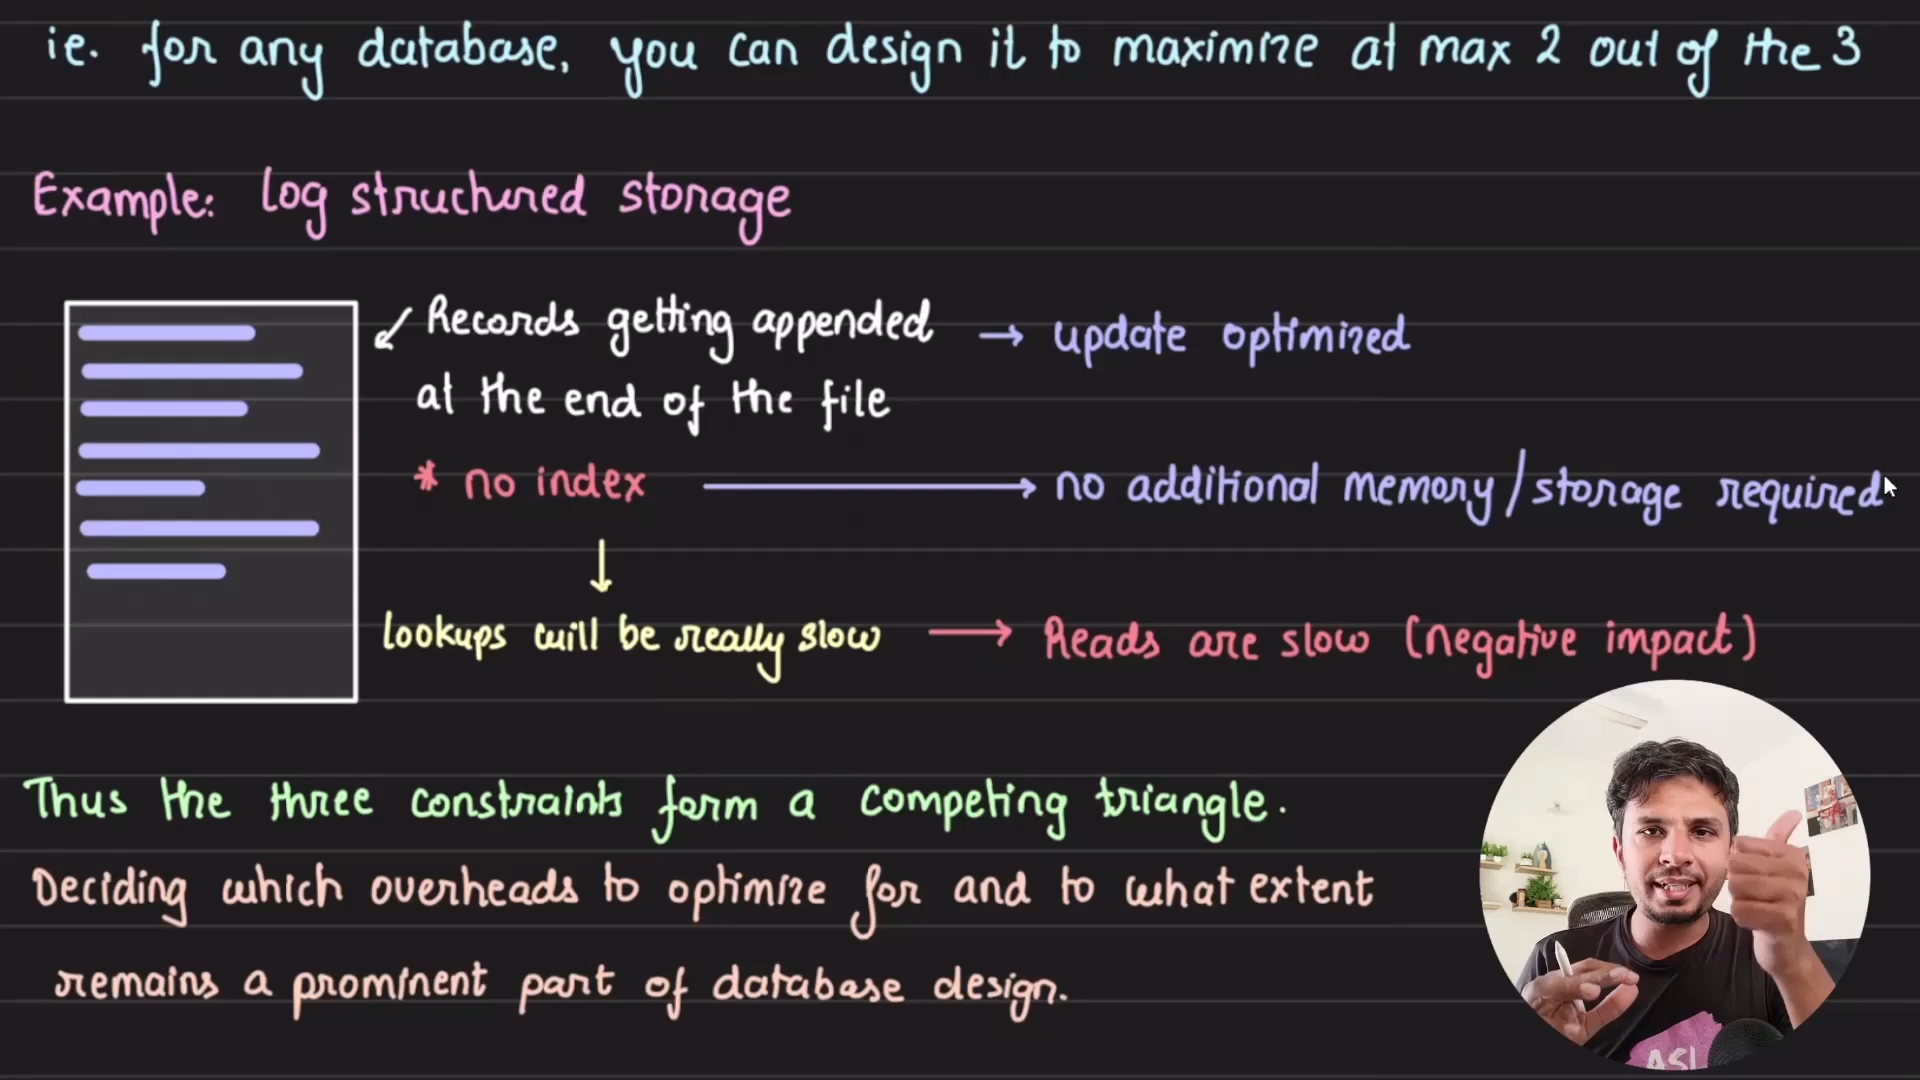 ie. for any database, you can design it to maximize at max 2 out of the 3
Example: log structured storage
Records getting appended → update optimized
at the end of the file
* no index → no additional memory/storage required
↓
lookups will be really slow → Reads are slow (negative impact)
Thus the three constraints form a competing triangle.
Deciding which overheads to optimize for and to what extent
remains a prominent part of database design.